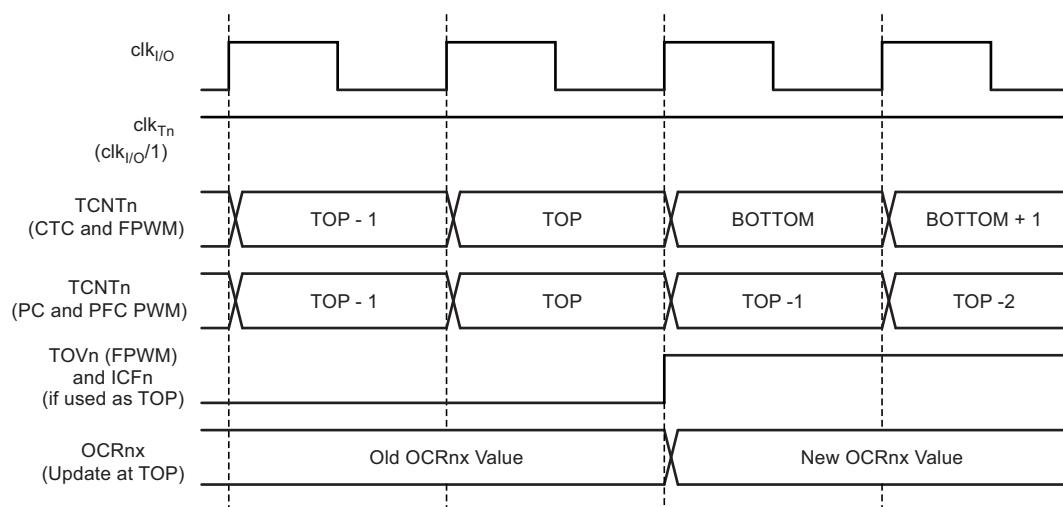 clkI/O
clkTn
(clkI/O/1)
TCNTn
(CTC and FPWM)
TOP - 1
TOP
BOTTOM
BOTTOM + 1
TCNTn
(PC and PFC PWM)
TOP - 1
TOP
TOP -1
TOP -2
TOVn (FPWM)
and ICFn
(if used as TOP)
OCRnx
(Update at TOP)
Old OCRnx Value
New OCRnx Value